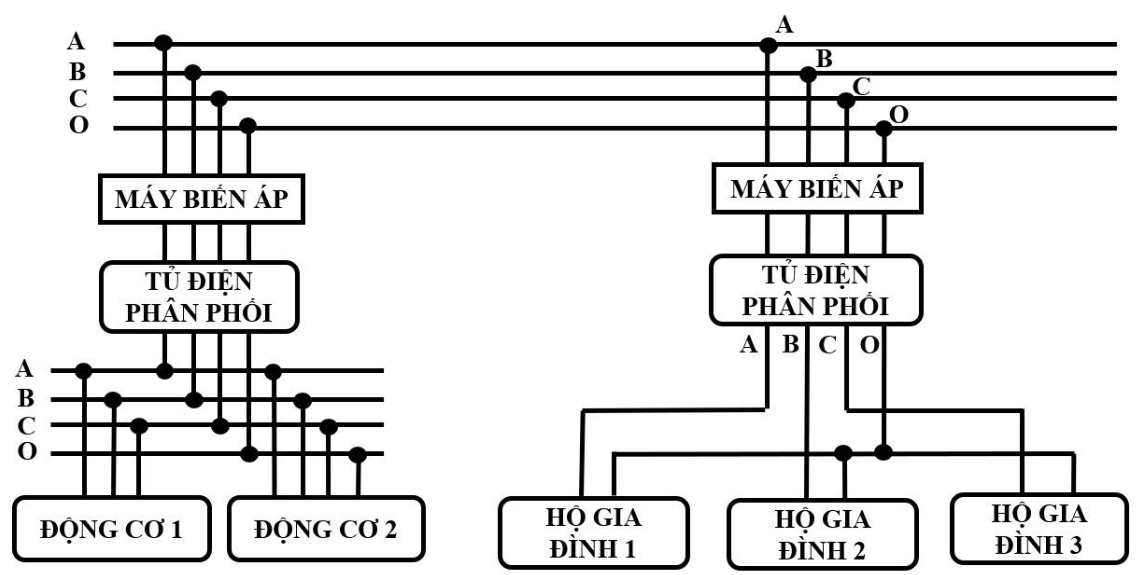 A
B
C
O
A
B
C
O
MÁY BIẾN ÁP
MÁY BIẾN ÁP
TỦ ĐIỆN
PHÂN PHỐI
TỦ ĐIỆN
PHÂN PHỐI
A B C O
A
B
C
O
ĐỘNG CƠ 1
ĐỘNG CƠ 2
HỘ GIA
ĐÌNH 1
HỘ GIA
ĐÌNH 2
HỘ GIA
ĐÌNH 3